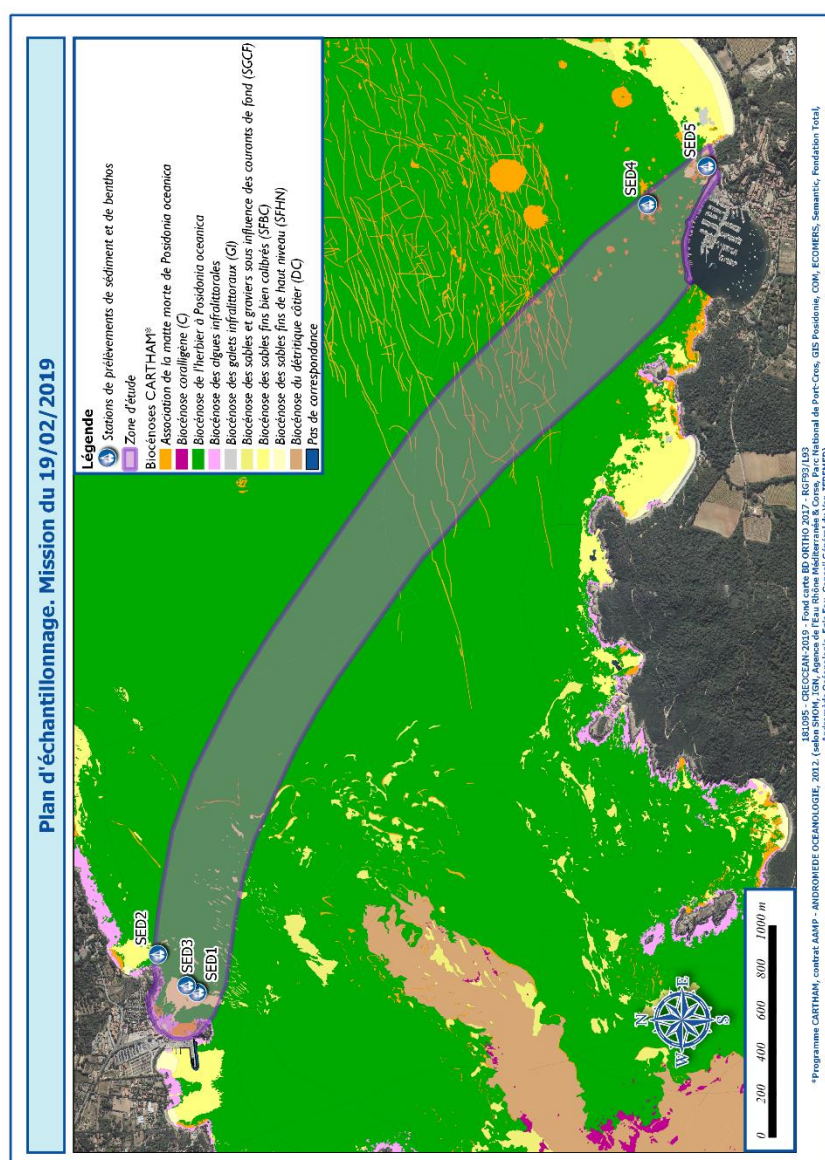 Plan d'échantillonnage. Mission du 19/02/2019
Légende
Stations de prélèvements de sédiment et de benthos
Zone d'étude
Biocénoses CARTHAM*
Association de la matte morte de Posidonia oceanica
Biocénose coralligène (C)
Biocénose de l'herbier à Posidonia oceanica
Biocénose des algues infralittorales
Biocénose des galets infralittoraux (GI)
Biocénose des sables et graviers sous influence des courants de fond (SGCF)
Biocénose des sables fins bien calibrés (SFBC)
Biocénose des sables fins de haut niveau (SFHN)
Biocénose du détritique côtier (DC)
Pas de correspondance
SED2
SED3
SED1
SED4
SED5
N
W E
S
0 200 400 600 800 1000 m
181095 - CREOCEAN-2019 - Fond carte BD ORTHO 2017 - RGF93/L93
*Programme CARTHAM, contrat AAMP - ANDROMEDE OCEANOLOGIE, 2012. (selon SHOM, IGN, Agence de l'Eau Rhône Méditerranée & Corse, Parc National de Port-Cros, GIS Posidonie, COM, ECOMERS, Semantic, Fondation Total,